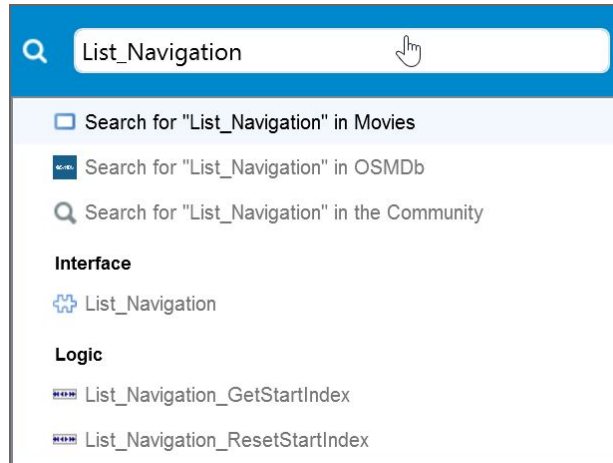 List_Navigation
Search for "List_Navigation" in Movies
Search for "List_Navigation" in OSMDb
Search for "List_Navigation" in the Community
Interface
List_Navigation
Logic
List_Navigation_GetStartIndex
List_Navigation_ResetStartIndex